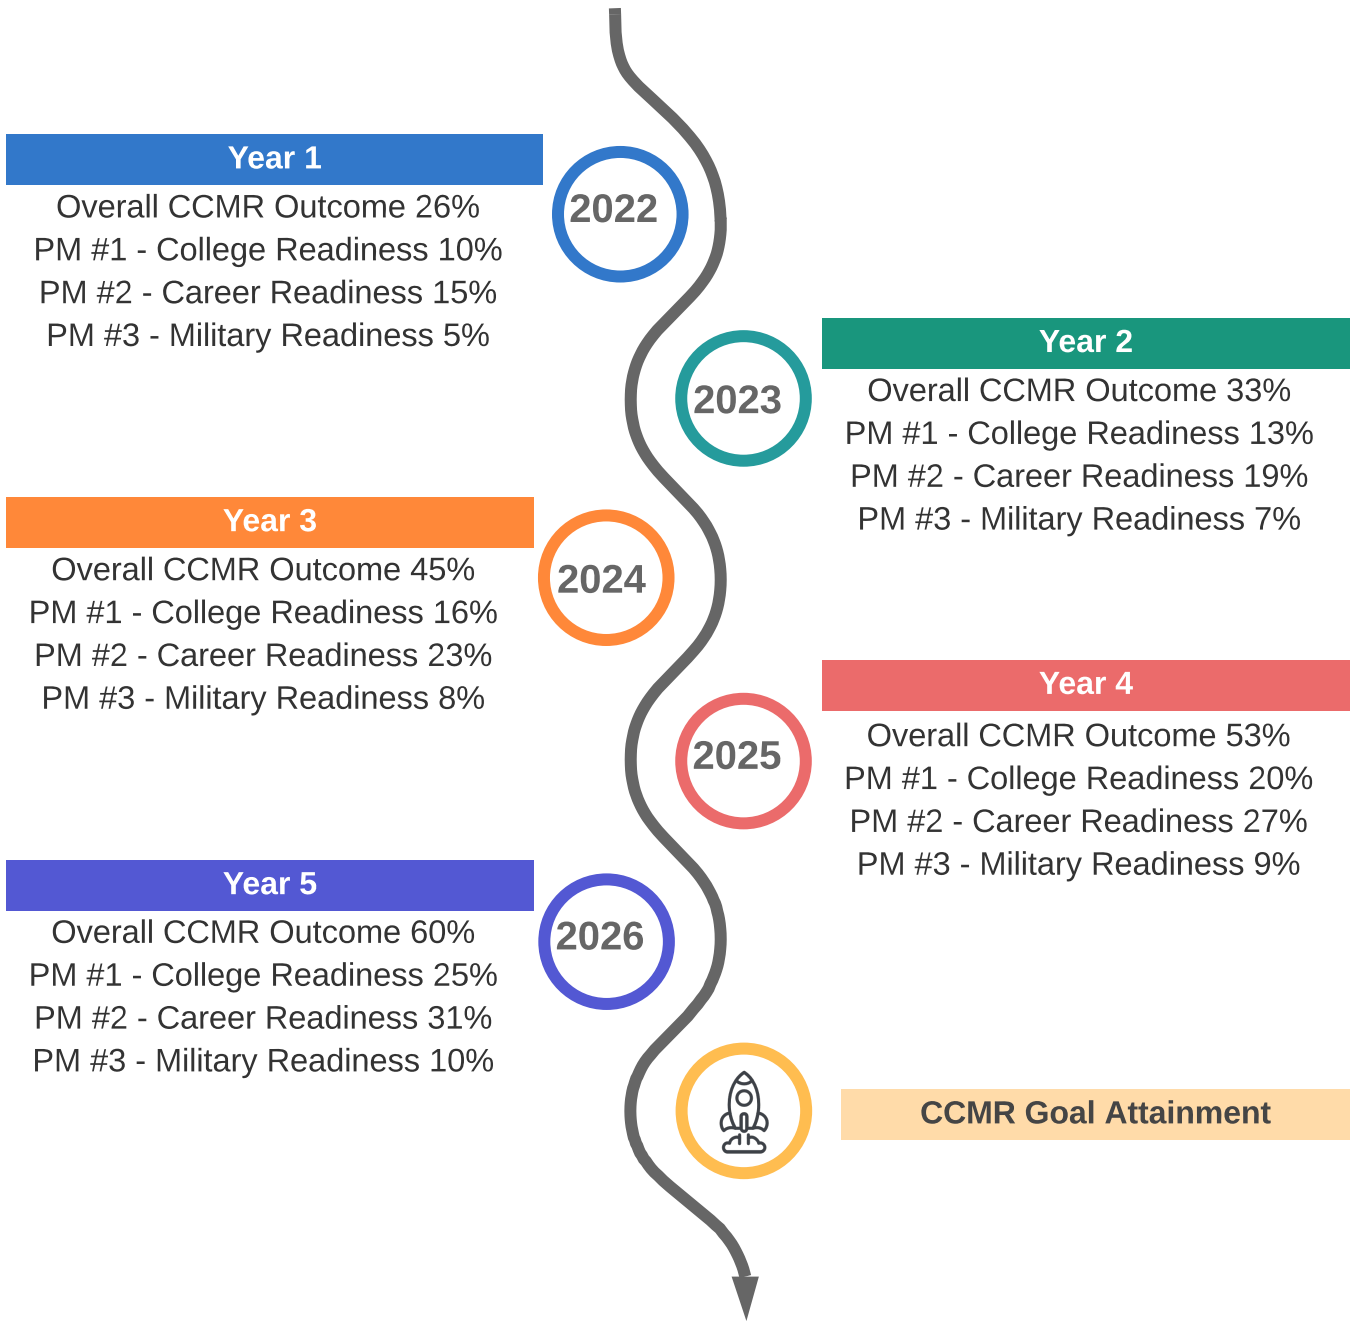 Year 1
2022
Overall CCMR Outcome 26%
PM #1 - College Readiness 10%
PM #2 - Career Readiness 15%
PM #3 - Military Readiness 5%
Year 2
2023
Overall CCMR Outcome 33%
PM #1 - College Readiness 13%
PM #2 - Career Readiness 19%
PM #3 - Military Readiness 7%
Year 3
2024
Overall CCMR Outcome 45%
PM #1 - College Readiness 16%
PM #2 - Career Readiness 23%
PM #3 - Military Readiness 8%
Year 4
2025
Overall CCMR Outcome 53%
PM #1 - College Readiness 20%
PM #2 - Career Readiness 27%
PM #3 - Military Readiness 9%
Year 5
2026
Overall CCMR Outcome 60%
PM #1 - College Readiness 25%
PM #2 - Career Readiness 31%
PM #3 - Military Readiness 10%
CCMR Goal Attainment